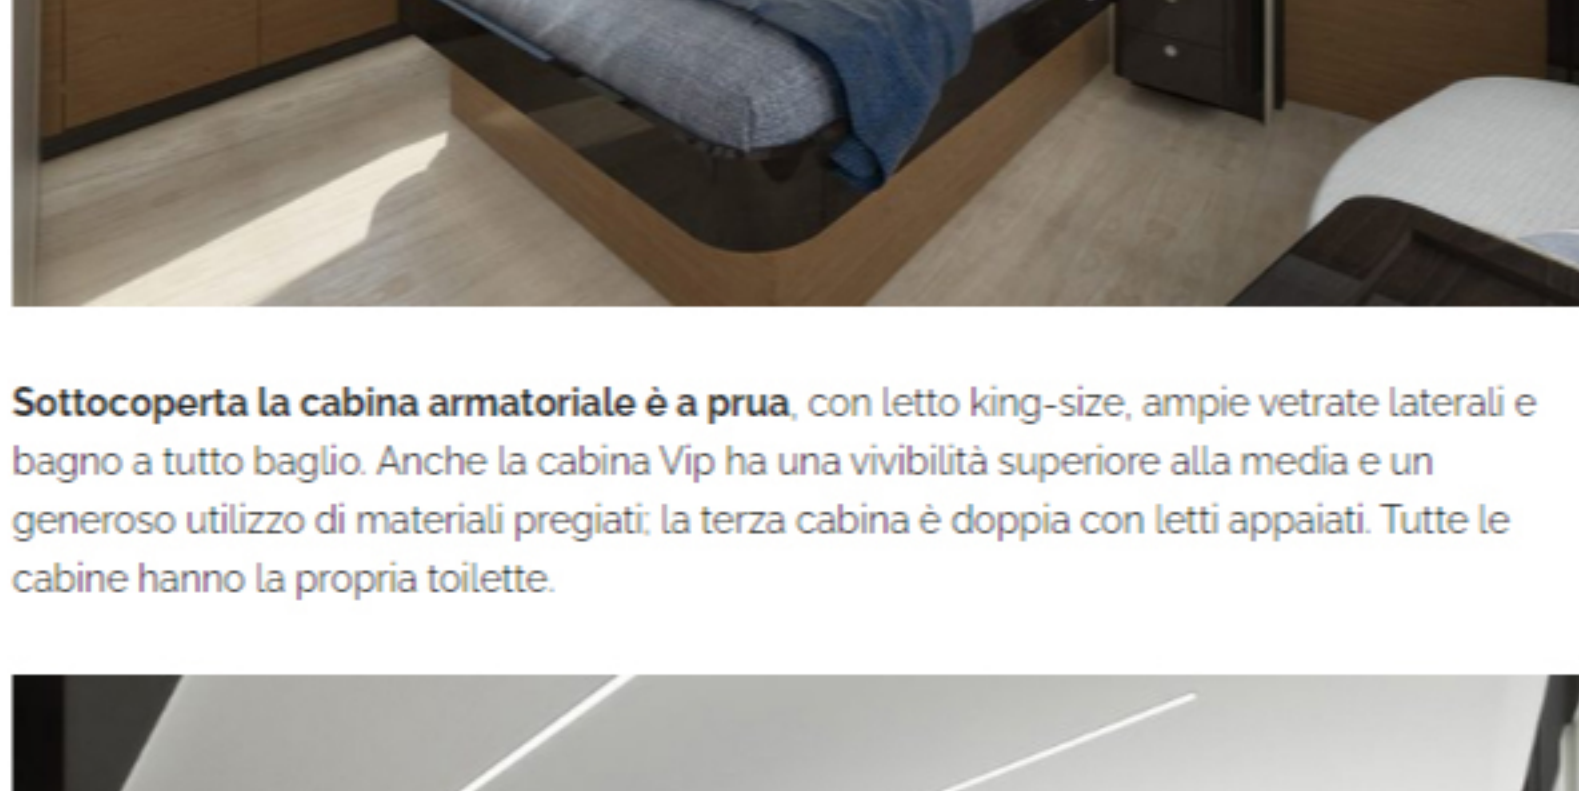 Sottocoperta la cabina armatoriale è a prua, con letto king-size, ampie vetrate laterali e
bagno a tutto baglio. Anche la cabina Vip ha una vivibilità superiore alla media e un
generoso utilizzo di materiali pregiati; la terza cabina è doppia con letti appaiati. Tutte le
cabine hanno la propria toilette.